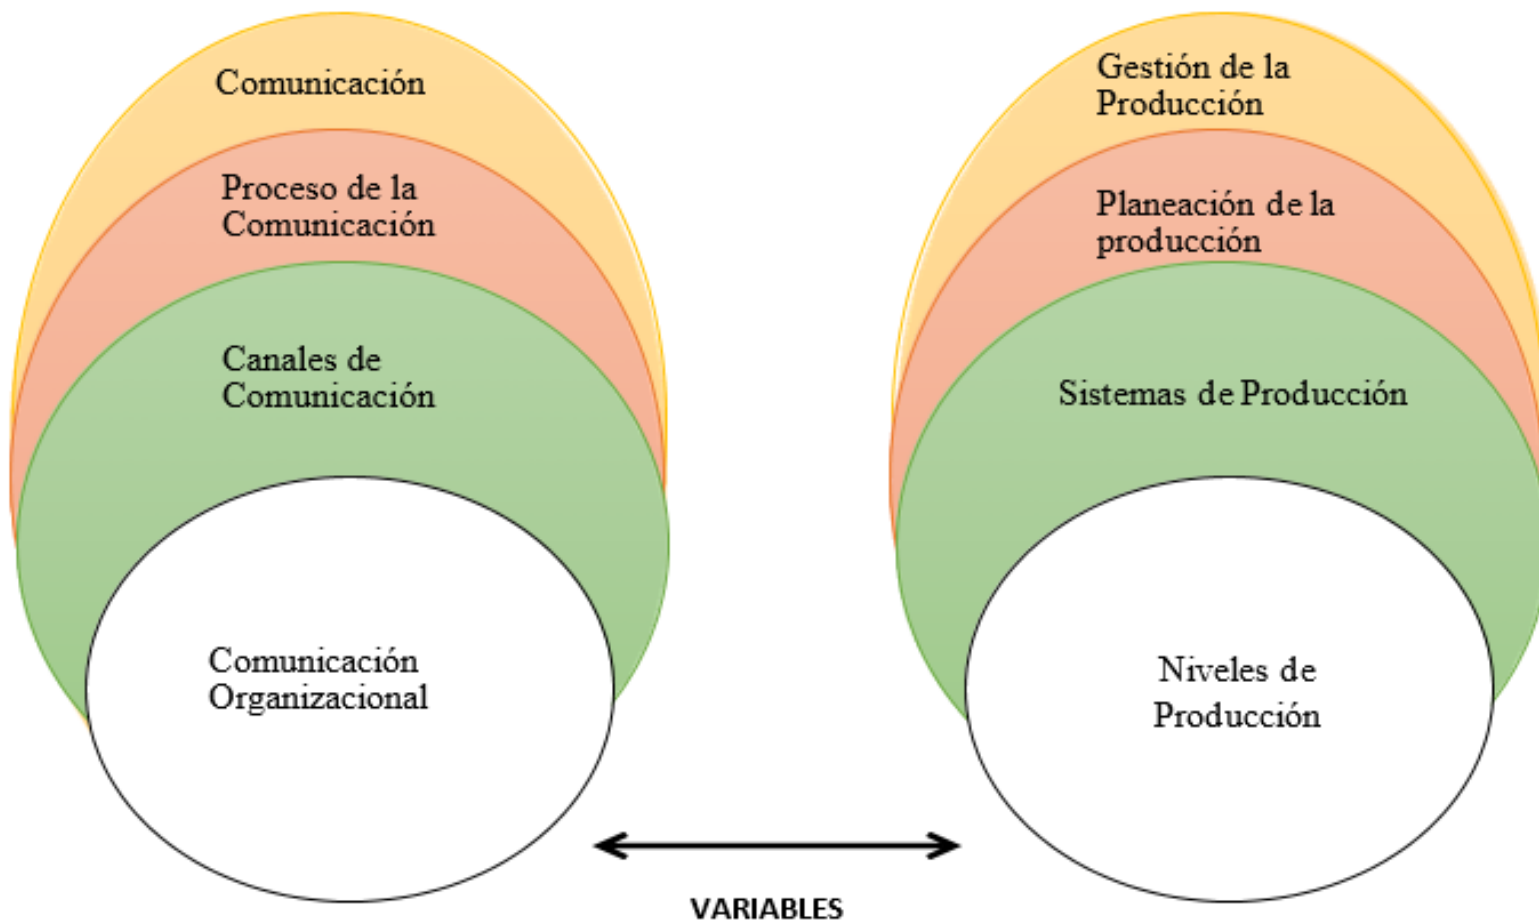 Comunicación
Proceso de la
Comunicación
Canales de
Comunicación
Comunicación
Organizacional
Gestión de la
Producción
Planeación de la
producción
Sistemas de Producción
Niveles de
Producción
VARIABLES